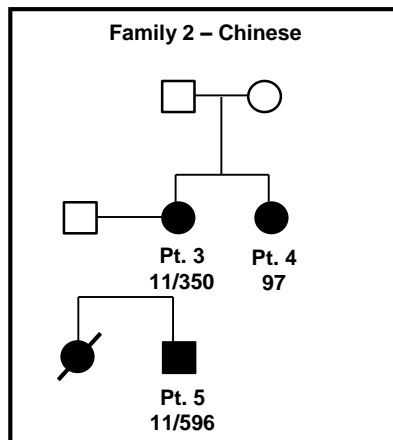 Family 2 – Chinese
Pt. 3
11/350
Pt. 4
97
Pt. 5
11/596